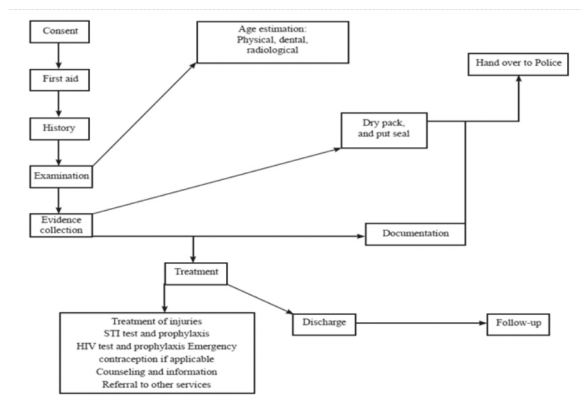 Consent
Age estimation:
Physical, dental,
radiological
Hand over to Police
First aid
History
Dry pack,
and put seal
Examination
Evidence
collection
Documentation
Treatment
Treatment of injuries
STI test and prophylaxis
HIV test and prophylaxis Emergency
contraception if applicable
Counseling and information
Referral to other services
Discharge
Follow-up